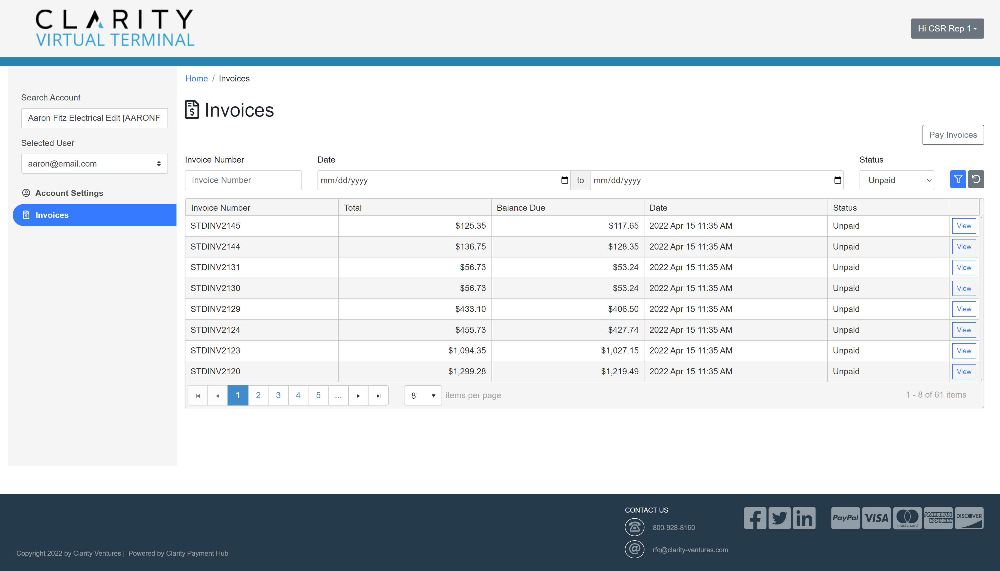 CLARITY
VIRTUAL TERMINAL
Hi CSR Rep 1
Home / Invoices
Search Account
Aaron Fitz Electrical Edit [AARONF
Selected User
aaron@email.com
Account Settings
Invoices
Invoices
Pay Invoices
Invoice Number Date Status
Invoice Number mm/dd/yyyy to mm/dd/yyyy Unpaid
Invoice Number Total Balance Due Date Status
STDINV2145 $125.35 $117.65 2022 Apr 15 11:35 AM Unpaid View
STDINV2144 $136.75 $128.35 2022 Apr 15 11:35 AM Unpaid View
STDINV2131 $56.73 $53.24 2022 Apr 15 11:35 AM Unpaid View
STDINV2130 $56.73 $53.24 2022 Apr 15 11:35 AM Unpaid View
STDINV2129 $433.10 $406.50 2022 Apr 15 11:35 AM Unpaid View
STDINV2124 $455.73 $427.74 2022 Apr 15 11:35 AM Unpaid View
STDINV2123 $1,094.35 $1,027.15 2022 Apr 15 11:35 AM Unpaid View
STDINV2120 $1,299.28 $1,219.49 2022 Apr 15 11:35 AM Unpaid View
1 2 3 4 5 ... 8 items per page 1 - 8 of 61 items
CONTACT US
800-928-8160
rfq@clarity-ventures.com
PayPal VISA mastercard AMERICAN EXPRESS DISCOVER
Copyright 2022 by Clarity Ventures | Powered by Clarity Payment Hub